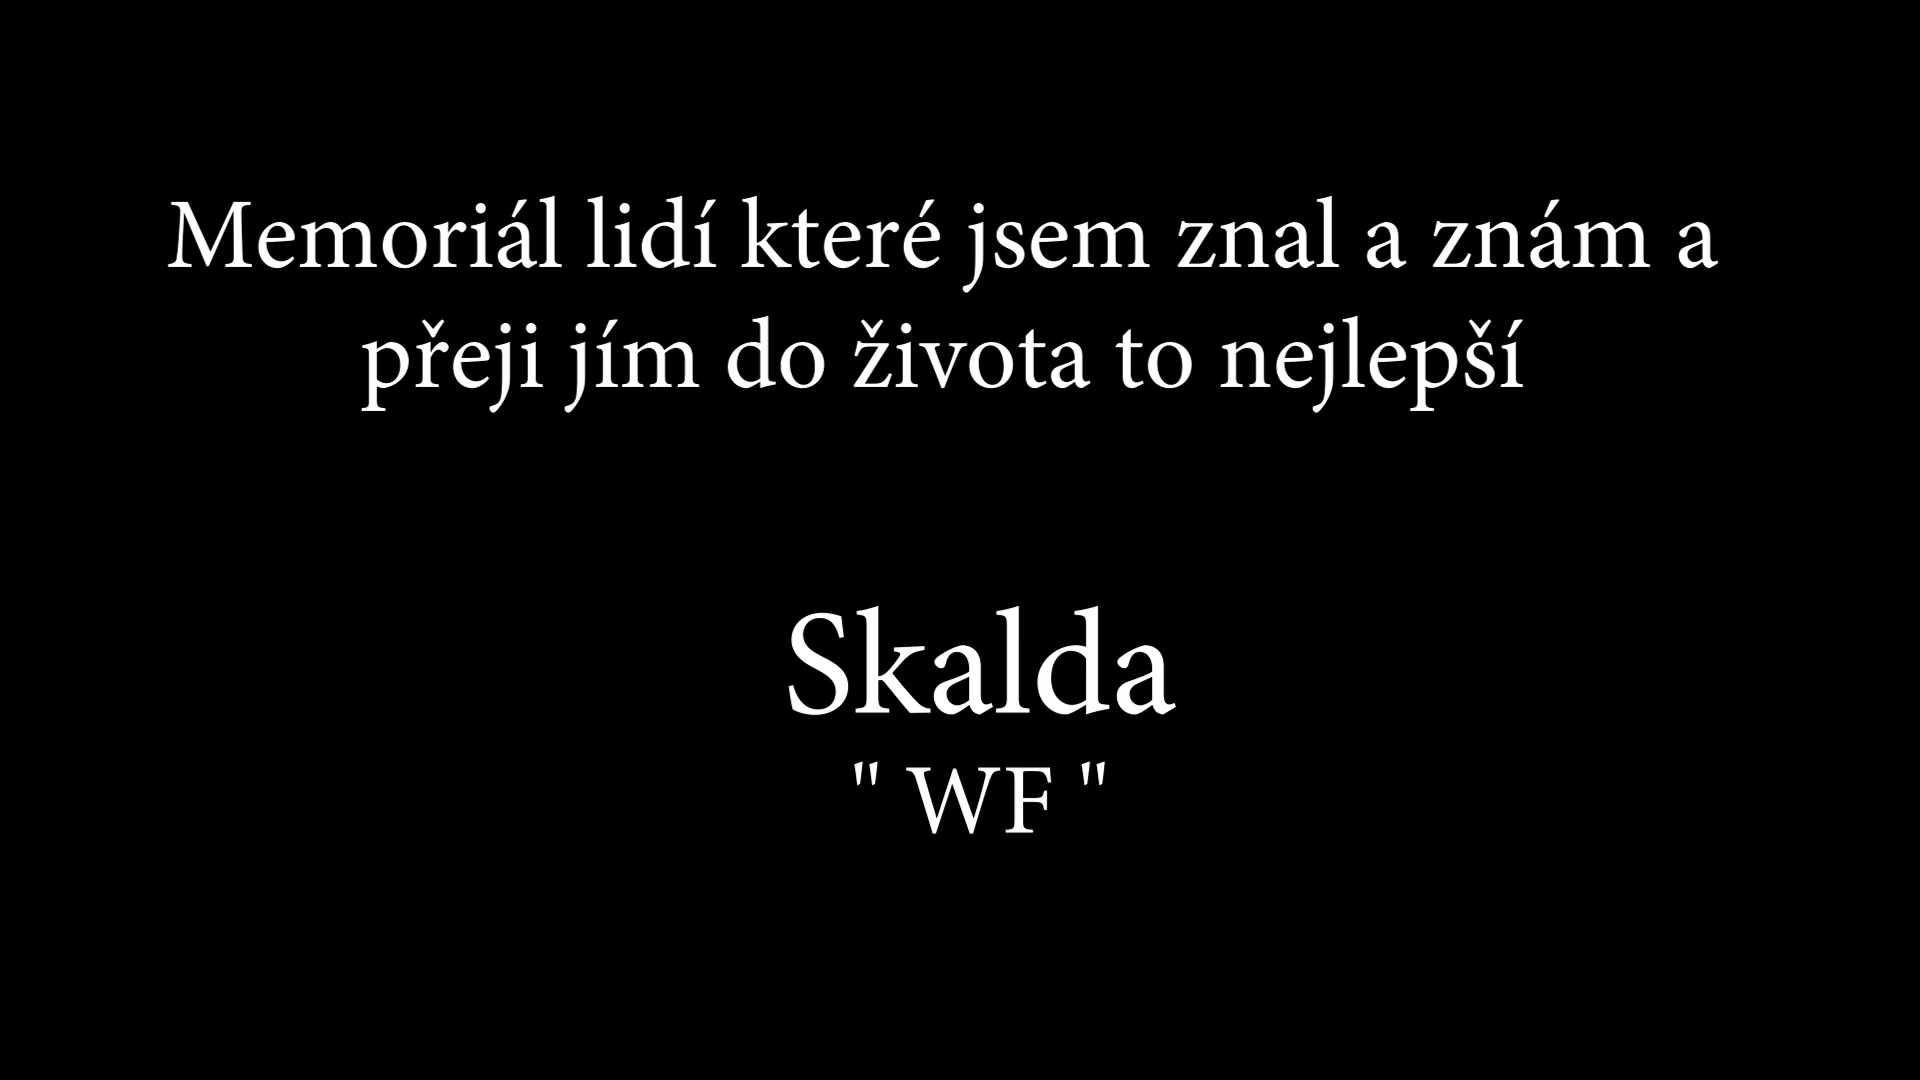 Memoriál lidí které jsem znal a znám a
přeji jím do života to nejlepší
Skalda
" WF "